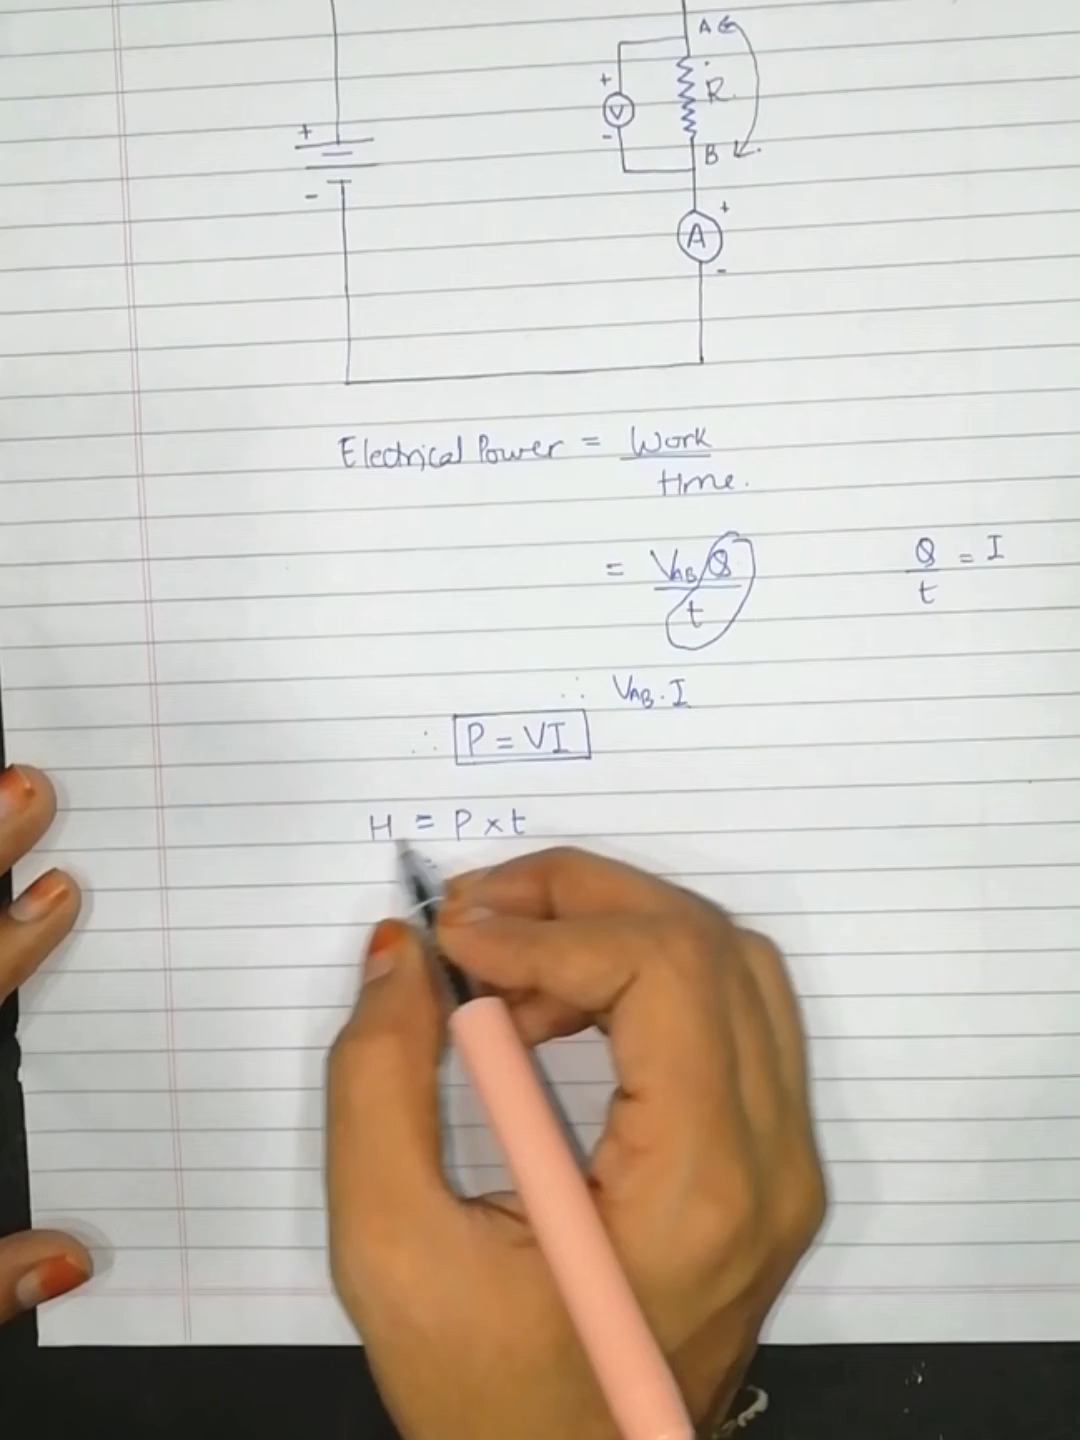 A
+
V
R
-
B
+
-
+
A
-
Electrical Power = Work
time.
= VAB Q
t
Q = I
t
∴ VAB . I
∴ P = VI
H = P × t